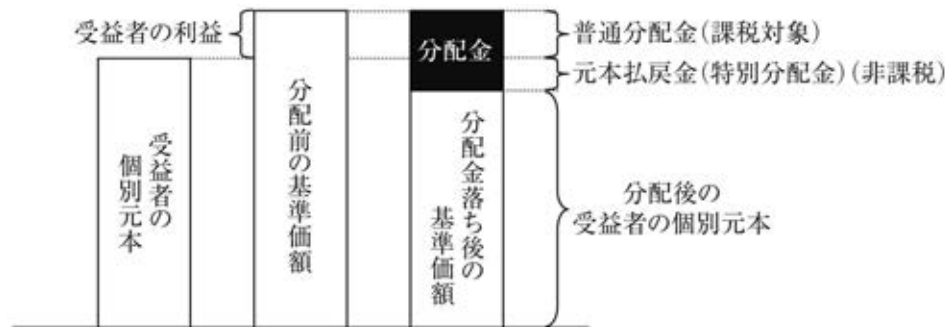 受益者の利益
分配金
普通分配金(課税対象)
元本払戻金(特別分配金)(非課税)
受益者の
個別元本
分配前の基準価額
分配金落ち後の
基準価額
分配後の
受益者の個別元本